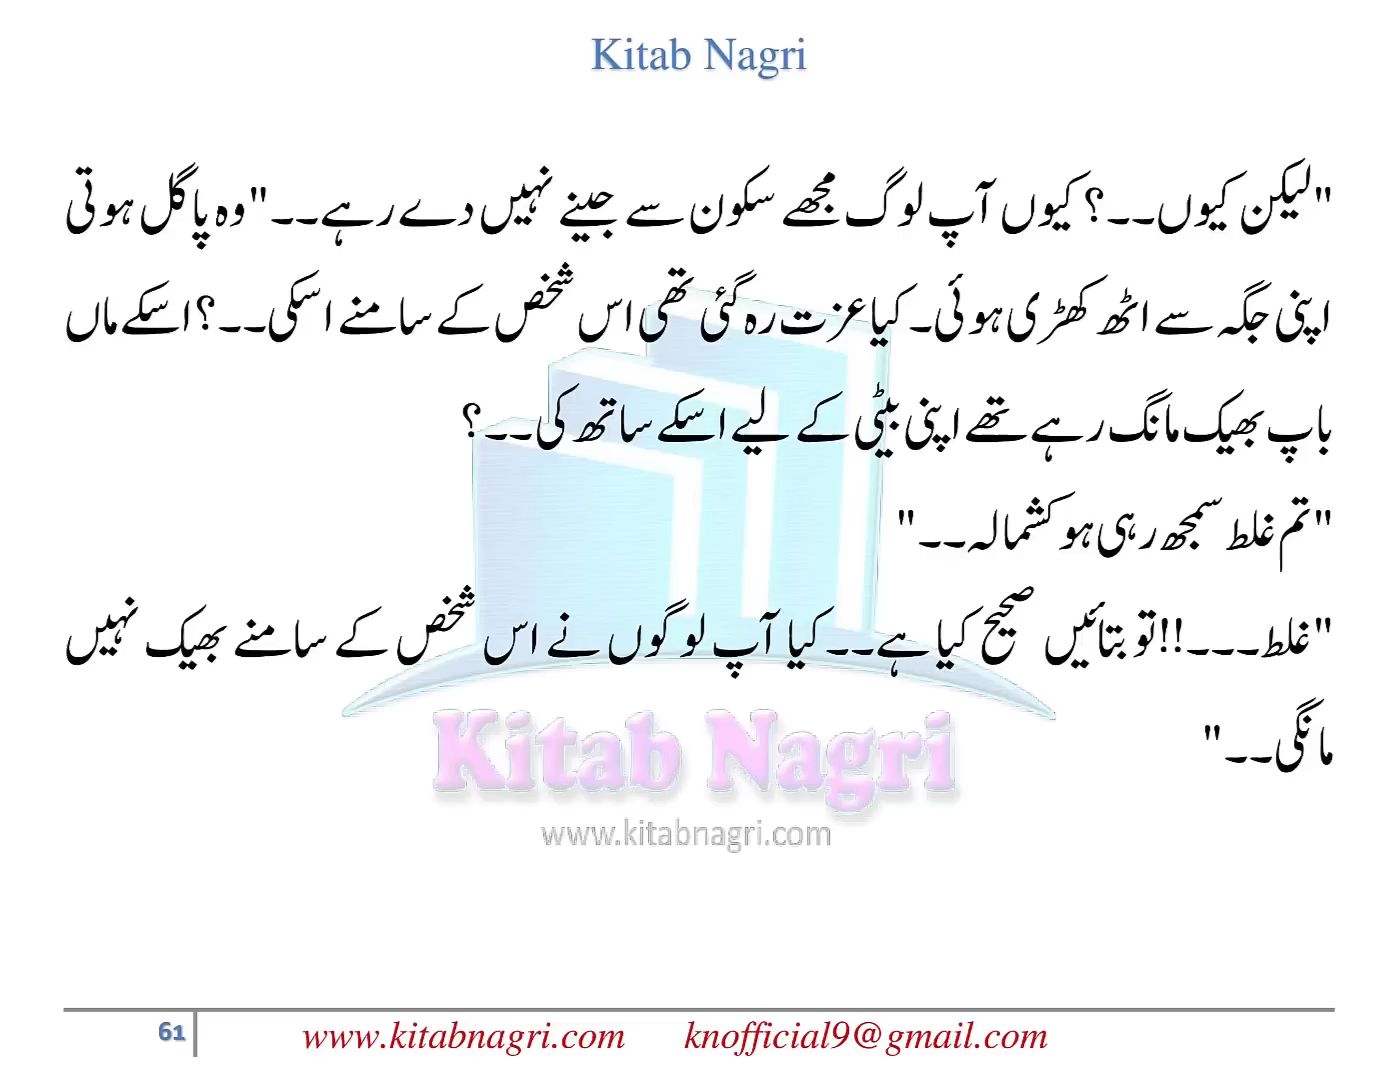 Kitab Nagri
"لیکن کیوں۔۔؟ کیوں آپ لوگ مجھے سکون سے جینے نہیں دے رہے۔۔"وہ پاگل ہوتی
اپنی جگہ سے اٹھ کھڑی ہوئی۔ کیا عزت رہ گئی تھی اس شخص کے سامنے اسکی۔۔؟ اسکے ماں
باپ بھیک مانگ رہے تھے اپنی بیٹی کے لیے اسکے ساتھ کی۔۔؟
"تم غلط سمجھ رہی ہو کشمالہ۔۔"
"غلط۔۔۔!!تو بتائیں صحیح کیا ہے۔۔کیا آپ لوگوں نے اس شخص کے سامنے بھیک نہیں
مانگی۔۔"
Kitab Nagri
www.kitabnagri.com
61 www.kitabnagri.com knofficial9@gmail.com